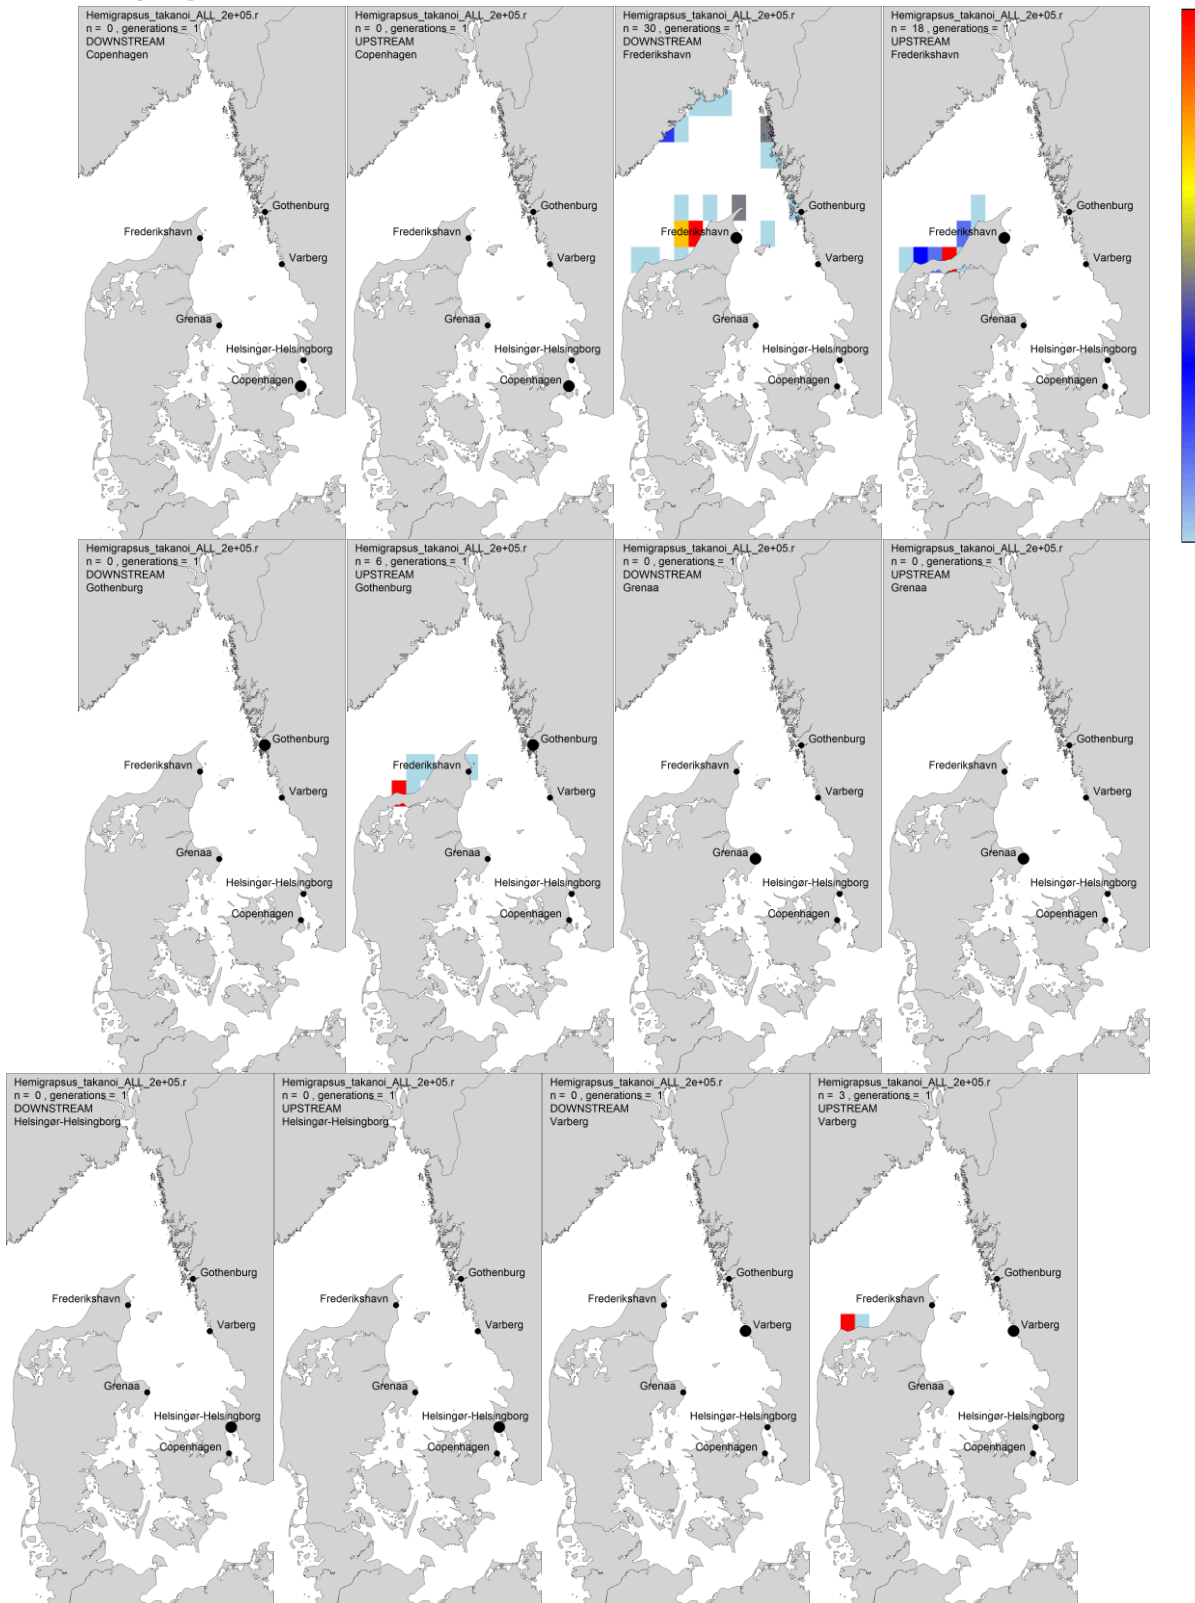 Hemigrapsus_takanoi_ALL_2e+05.r
n = 0 , generations = 1
DOWNSTREAM
Copenhagen
Gothenburg
Frederikshavn
Varberg
Grenaa
Helsingør-Helsingborg
Copenhagen
Hemigrapsus_takanoi_ALL_2e+05.r
n = 0 , generations = 1
UPSTREAM
Copenhagen
Gothenburg
Frederikshavn
Varberg
Grenaa
Helsingør-Helsingborg
Copenhagen
Hemigrapsus_takanoi_ALL_2e+05.r
n = 30 , generations = 1
DOWNSTREAM
Frederikshavn
Gothenburg
Frederikshavn
Varberg
Grenaa
Helsingør-Helsingborg
Copenhagen
Hemigrapsus_takanoi_ALL_2e+05.r
n = 18 , generations = 1
UPSTREAM
Frederikshavn
Gothenburg
Frederikshavn
Varberg
Grenaa
Helsingør-Helsingborg
Copenhagen
Hemigrapsus_takanoi_ALL_2e+05.r
n = 0 , generations = 1
DOWNSTREAM
Gothenburg
Gothenburg
Frederikshavn
Varberg
Grenaa
Helsingør-Helsingborg
Copenhagen
Hemigrapsus_takanoi_ALL_2e+05.r
n = 6 , generations = 1
UPSTREAM
Gothenburg
Gothenburg
Frederikshavn
Varberg
Grenaa
Helsingør-Helsingborg
Copenhagen
Hemigrapsus_takanoi_ALL_2e+05.r
n = 0 , generations = 1
DOWNSTREAM
Grenaa
Gothenburg
Frederikshavn
Varberg
Grenaa
Helsingør-Helsingborg
Copenhagen
Hemigrapsus_takanoi_ALL_2e+05.r
n = 0 , generations = 1
UPSTREAM
Grenaa
Gothenburg
Frederikshavn
Varberg
Grenaa
Helsingør-Helsingborg
Copenhagen
Hemigrapsus_takanoi_ALL_2e+05.r
n = 0 , generations = 1
DOWNSTREAM
Helsingør-Helsingborg
Gothenburg
Frederikshavn
Varberg
Grenaa
Helsingør-Helsingborg
Copenhagen
Hemigrapsus_takanoi_ALL_2e+05.r
n = 0 , generations = 1
UPSTREAM
Helsingør-Helsingborg
Gothenburg
Frederikshavn
Varberg
Grenaa
Helsingør-Helsingborg
Copenhagen
Hemigrapsus_takanoi_ALL_2e+05.r
n = 0 , generations = 1
DOWNSTREAM
Varberg
Gothenburg
Frederikshavn
Varberg
Grenaa
Helsingør-Helsingborg
Copenhagen
Hemigrapsus_takanoi_ALL_2e+05.r
n = 3 , generations = 1
UPSTREAM
Varberg
Gothenburg
Frederikshavn
Varberg
Grenaa
Helsingør-Helsingborg
Copenhagen